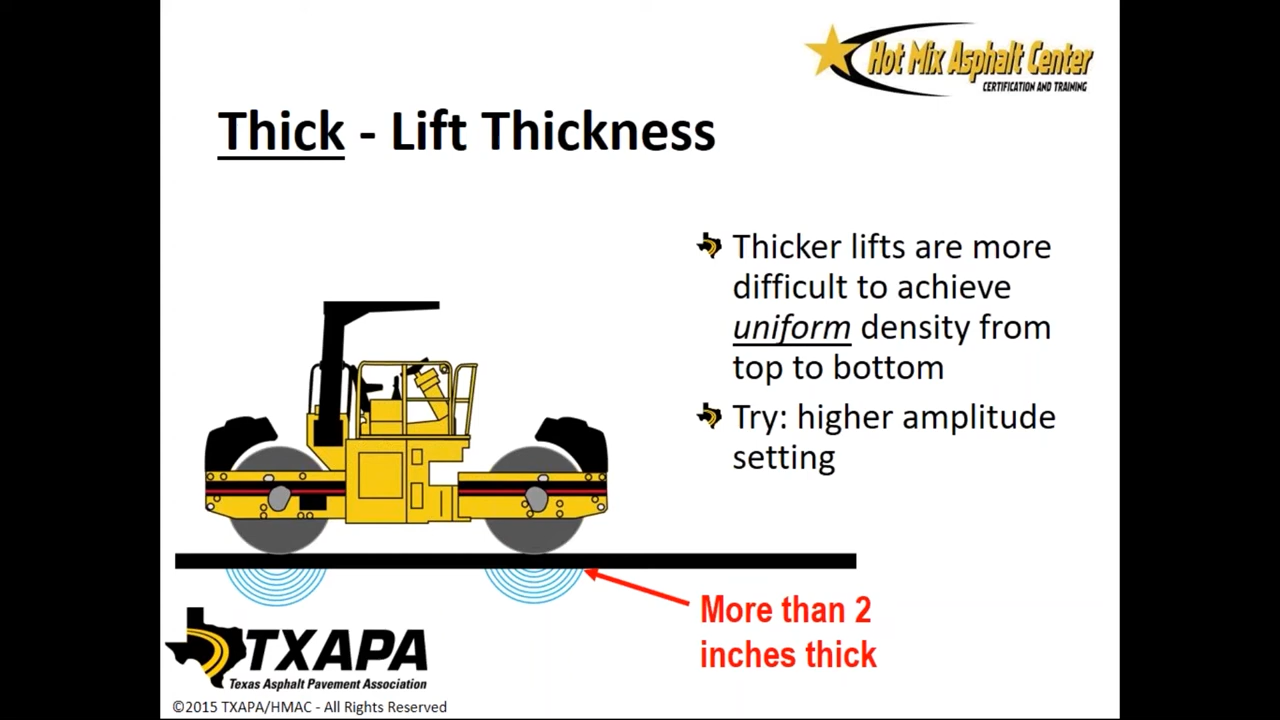 Hot Mix Asphalt Center
CERTIFICATION AND TRAINING
Thick - Lift Thickness
Thicker lifts are more
difficult to achieve
uniform density from
top to bottom
Try: higher amplitude
setting
More than 2
inches thick
TXAPA
Texas Asphalt Pavement Association
©2015 TXAPA/HMAC - All Rights Reserved